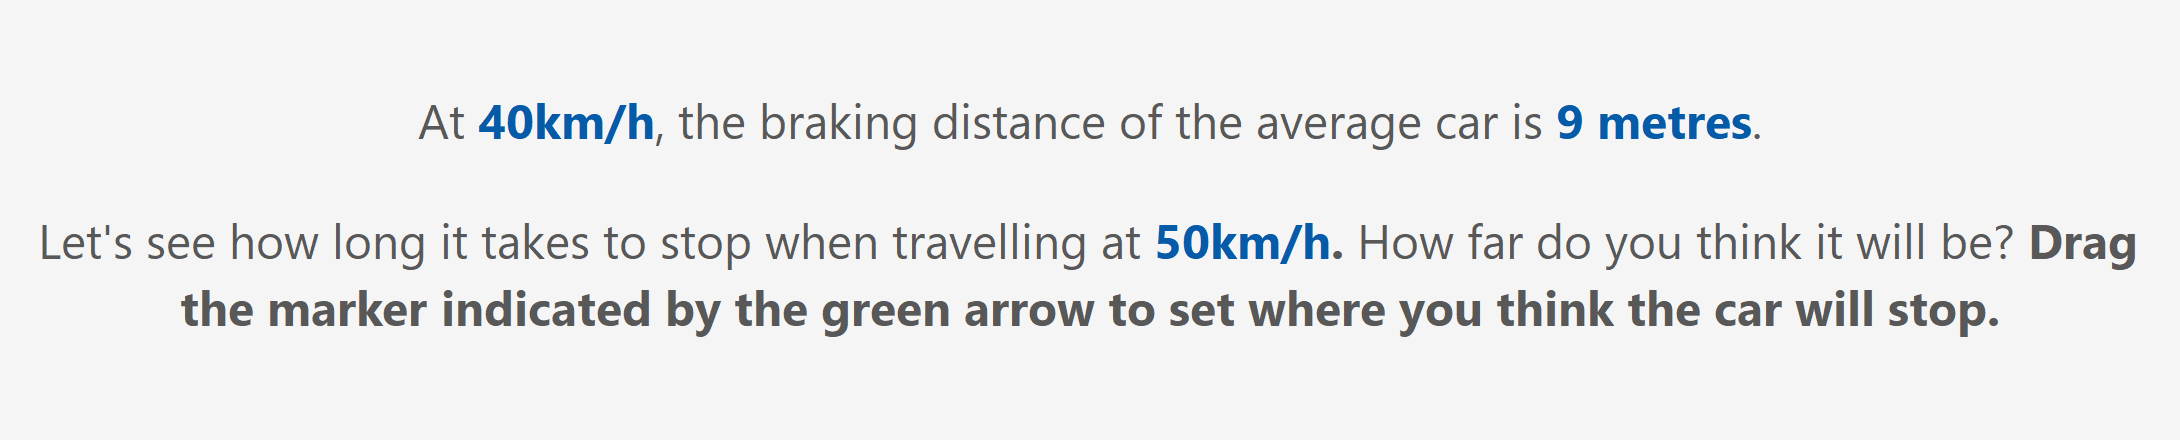 At 40km/h, the braking distance of the average car is 9 metres.
Let's see how long it takes to stop when travelling at 50km/h. How far do you think it will be? Drag
the marker indicated by the green arrow to set where you think the car will stop.